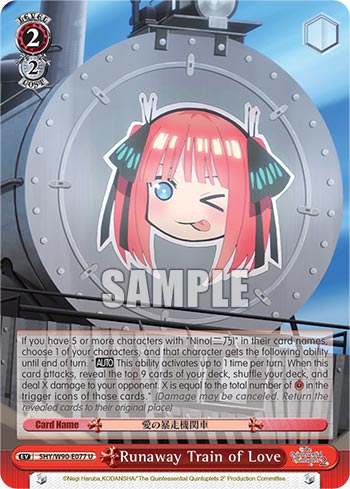 LEVEL
2
2
COST
SAMPLE
If you have 5 or more characters with "Nino(二乃)" in their card names,
choose 1 of your characters, and that character gets the following ability
until end of turn. "AUTO This ability activates up to 1 time per turn. When this
card attacks, reveal the top 9 cards of your deck, shuffle your deck, and
deal X damage to your opponent. X is equal to the total number of in the
trigger icons of those cards." (Damage may be canceled. Return the
revealed cards to their original place)
Card Name 愛の暴走機関車
EV SHY/W90-E077 U Runaway Train of Love
©Negi Haruba,KODANSHA/"The Quintessential Quintuplets 2" Production Committee.